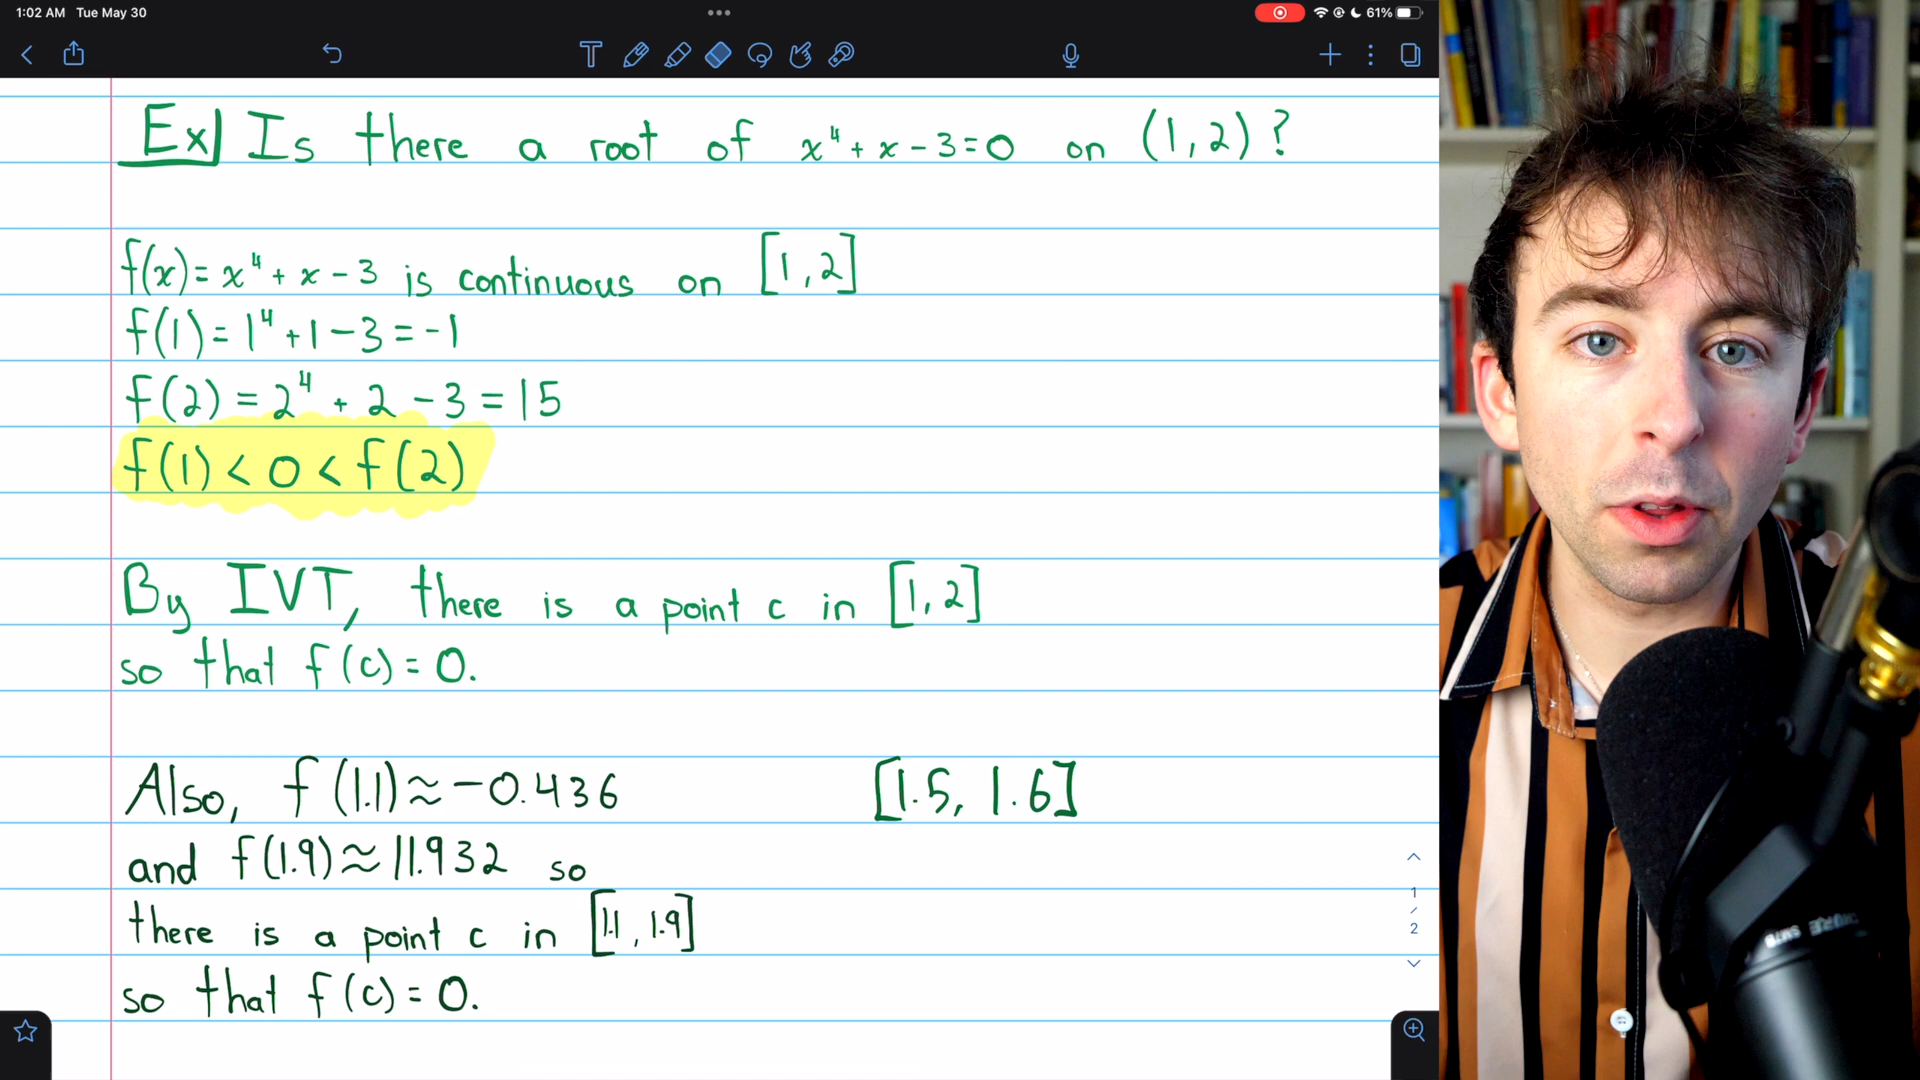 1:02 AM Tue May 30
61%
Ex] Is there a root of x⁴ + x - 3 = 0 on (1,2)?
f(x) = x⁴ + x - 3 is continuous on [1,2]
f(1) = 1⁴ + 1 - 3 = -1
f(2) = 2⁴ + 2 - 3 = 15
f(1) < 0 < f(2)
By IVT, there is a point c in [1,2]
so that f(c) = 0.
Also, f(1.1) ≈ -0.436
[1.5, 1.6]
and f(1.9) ≈ 11.932 so
there is a point c in [1.1, 1.9]
so that f(c) = 0.
1
/
2
SHURE SM7B